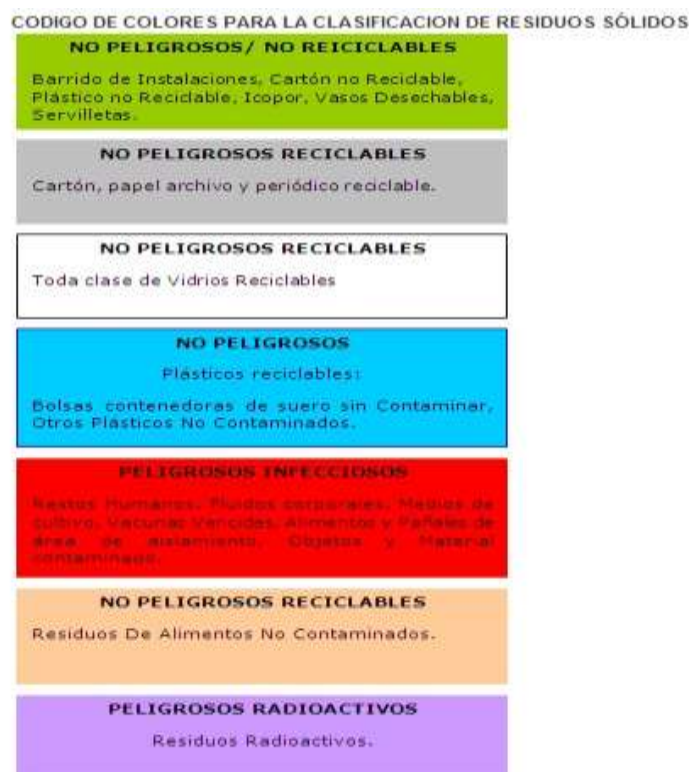 CODIGO DE COLORES PARA LA CLASIFICACION DE RESIDUOS SÓLIDOS
NO PELIGROSOS/ NO REICICLABLES
Barrido de Instalaciones, Cartón no Reciclable,
Plástico no Reciclable, Icopor, Vasos Desechables,
Servilletas.
NO PELIGROSOS RECICLABLES
Cartón, papel archivo y periódico reciclable.
NO PELIGROSOS RECICLABLES
Toda clase de Vidrios Reciclables
NO PELIGROSOS
Plásticos reciclables:
Bolsas contenedoras de suero sin Contaminar,
Otros Plásticos No Contaminados.
PELIGROSOS INFECCIOSOS
Restos Humanos, Fluidos corporales, Medios de
cultivo, Vacunas Vencidas, Alimentos y Pañales de
área de aislamiento, Objetos y Material
contaminado.
NO PELIGROSOS RECICLABLES
Residuos De Alimentos No Contaminados.
PELIGROSOS RADIOACTIVOS
Residuos Radioactivos.